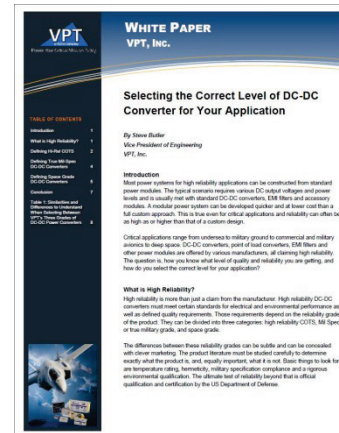 VPT
WHITE PAPER
VPT, INC.
Selecting the Correct Level of DC-DC
Converter for Your Application
By Steve Butler
Vice President of Engineering
VPT, Inc.
TABLE OF CONTENTS
Introduction 1
What is High Reliability? 1
Defining Hi-Rel COTS 2
Defining True Mil-Spec
DC-DC Converters 4
Defining Space Grade
DC-DC Converters 5
Conclusion 7
Table 1: Similarities and
Differences to Understand
When Selecting Between
VPT's Three Grades of
DC-DC Power Converters 8
Introduction
Most power systems for high reliability applications can be constructed from standard
power modules. The typical scenario requires various DC output voltages and power
levels and is usually met with standard DC-DC converters, EMI filters and accessory
modules. A modular power system can be developed quicker and at lower cost than a
full custom approach. This is true even for critical applications and reliability can often be
as high as or higher than that of a custom design.
Critical applications range from undersea to military ground to commercial and military
avionics to deep space. DC-DC converters, point of load converters, EMI filters and
other power modules are offered by various manufacturers, all claiming high reliability.
The question is, how you know what level of quality and reliability you are getting, and
how do you select the correct level for your application?
What is High Reliability?
High reliability is more than just a claim from the manufacturer. High reliability DC-DC
converters must meet certain standards for electrical and environmental performance as
well as defined quality requirements. Those requirements depend on the reliability grade
of the product. They can be divided into three categories; high reliability COTS, Mil Spec
or true military grade, and space grade.
The differences between these reliability grades can be subtle and can be concealed
with clever marketing. The product literature must be studied carefully to determine
exactly what the product is, and, equally important, what it is not. Basic things to look for
are temperature rating, hermeticity, military specification compliance and a rigorous
environmental qualification. The ultimate test of reliability beyond that is official
qualification and certification by the US Department of Defense.